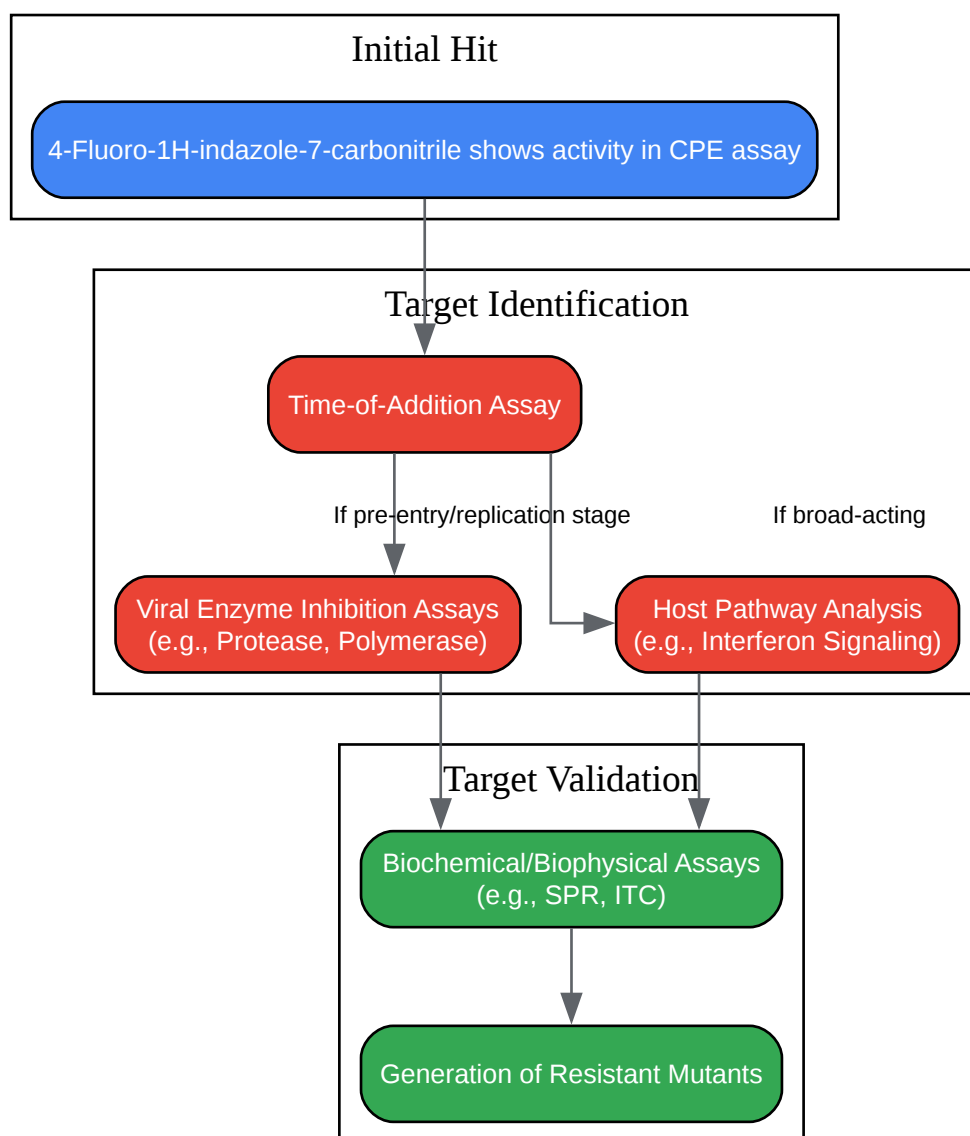 Initial Hit
4-Fluoro-1H-indazole-7-carbonitrile shows activity in CPE assay
Target Identification
Time-of-Addition Assay
If pre-entry/replication stage
If broad-acting
Viral Enzyme Inhibition Assays
(e.g., Protease, Polymerase)
Host Pathway Analysis
(e.g., Interferon Signaling)
Target Validation
Biochemical/Biophysical Assays
(e.g., SPR, ITC)
Generation of Resistant Mutants